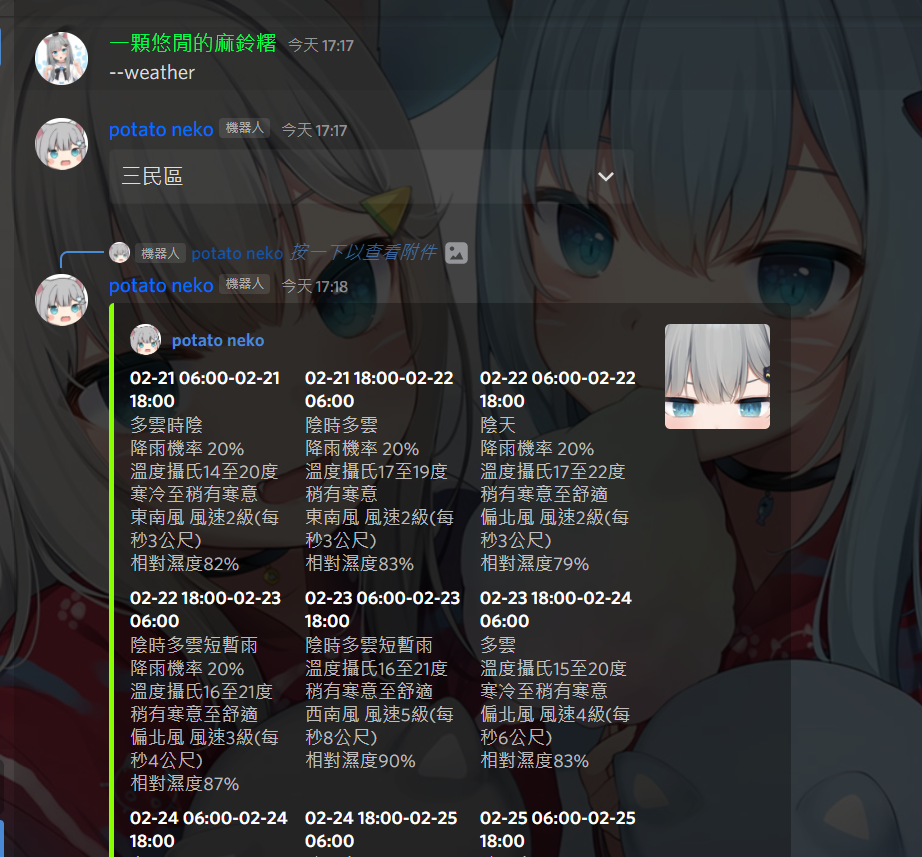 一顆悠閒的麻鈴糬 今天 17:17
--weather
potato neko 機器人 今天 17:17
三民區
機器人 potato neko 按一下以查看附件
potato neko 機器人 今天 17:18
potato neko
02-21 06:00-02-21
18:00
多雲時陰
降雨機率 20%
溫度攝氏14至20度
寒冷至稍有寒意
東南風 風速2級(每
秒3公尺)
相對濕度82%
02-21 18:00-02-22
06:00
陰時多雲
降雨機率 20%
溫度攝氏17至19度
稍有寒意
東南風 風速2級(每
秒3公尺)
相對濕度83%
02-22 06:00-02-22
18:00
陰天
降雨機率 20%
溫度攝氏17至22度
稍有寒意至舒適
偏北風 風速2級(每
秒3公尺)
相對濕度79%
02-22 18:00-02-23
06:00
陰時多雲短暫雨
降雨機率 20%
溫度攝氏16至21度
稍有寒意至舒適
偏北風 風速3級(每
秒4公尺)
相對濕度87%
02-23 06:00-02-23
18:00
陰時多雲短暫雨
溫度攝氏16至21度
稍有寒意至舒適
西南風 風速5級(每
秒8公尺)
相對濕度90%
02-23 18:00-02-24
06:00
多雲
溫度攝氏15至20度
寒冷至稍有寒意
偏北風 風速4級(每
秒6公尺)
相對濕度83%
02-24 06:00-02-24
18:00
02-24 18:00-02-25
06:00
02-25 06:00-02-25
18:00